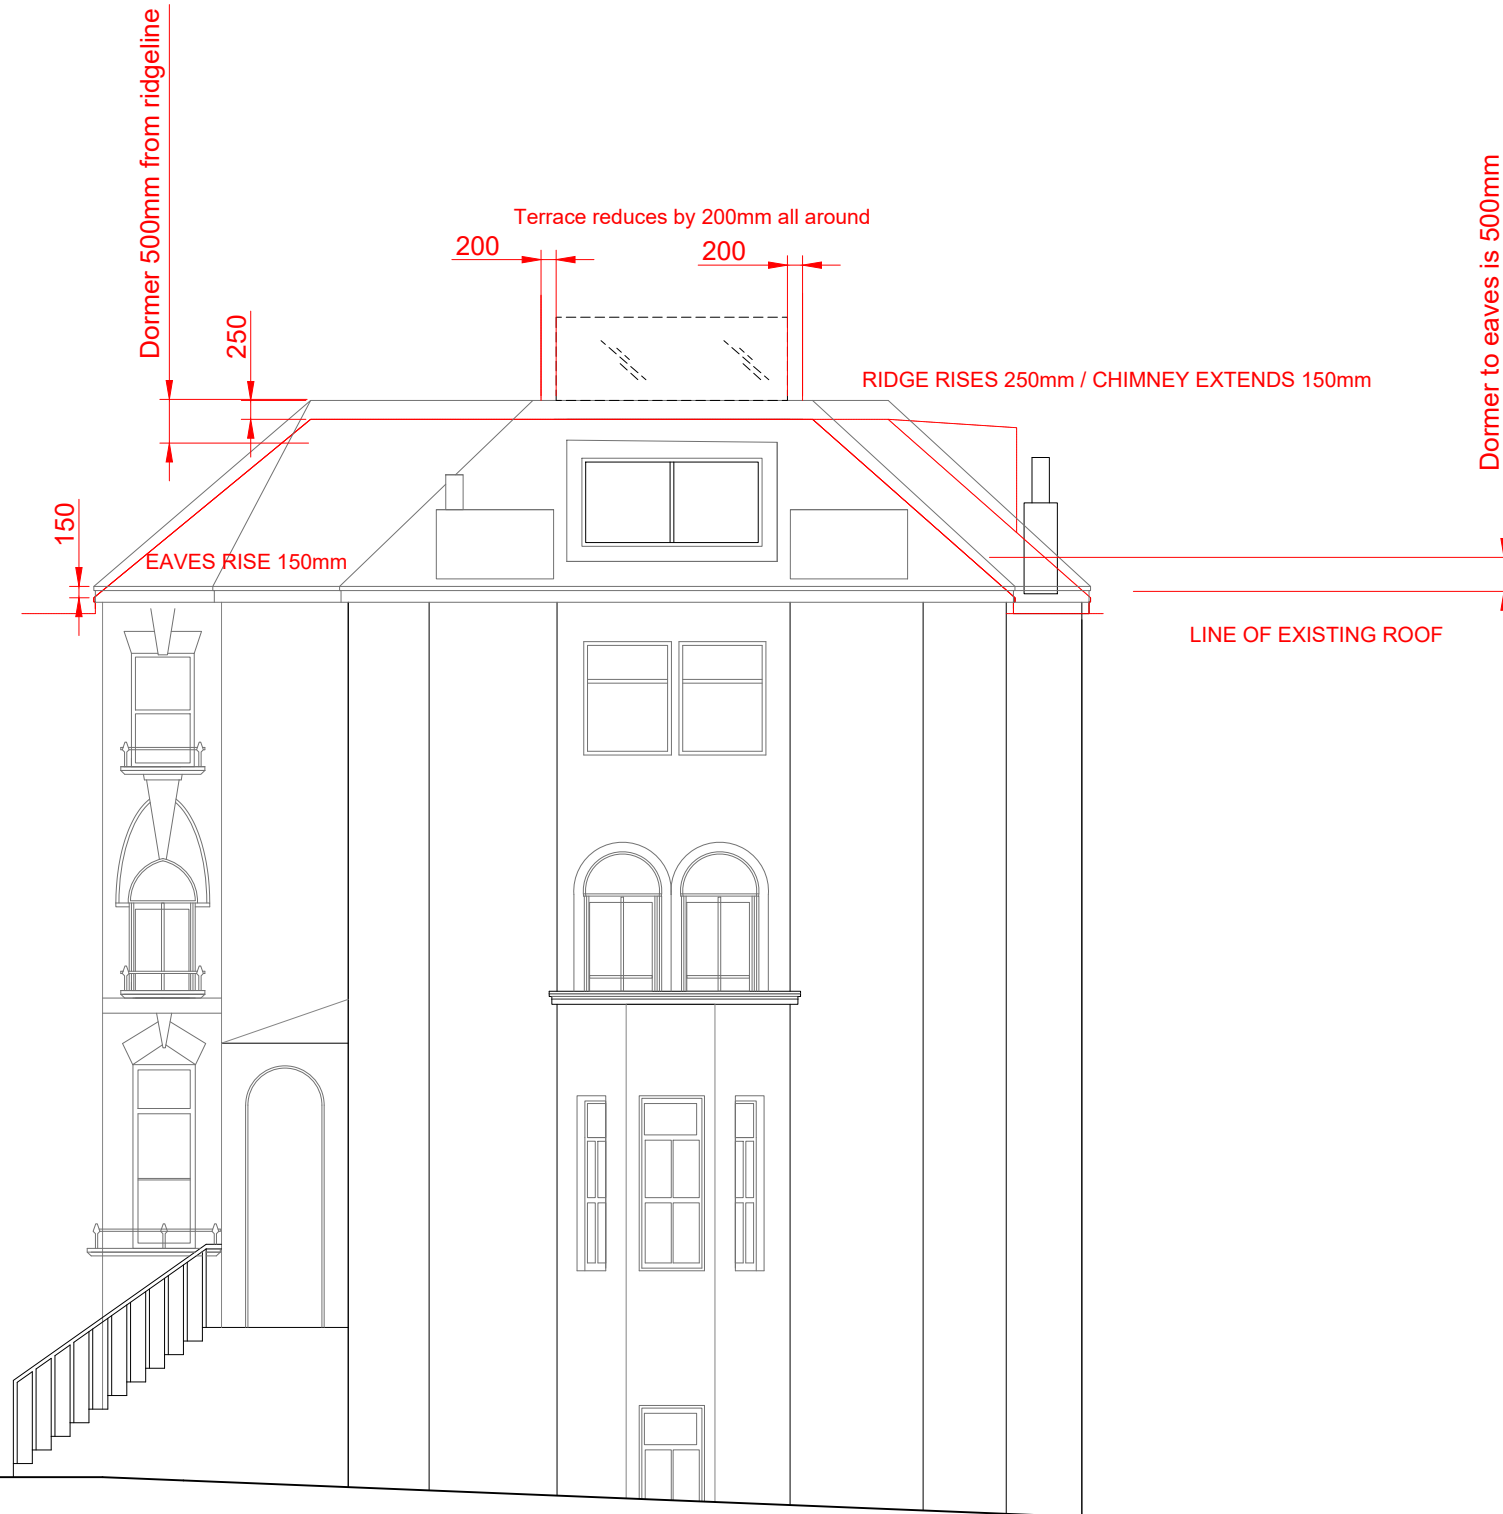 Dormer 500mm from ridgeline
Terrace reduces by 200mm all around
200
200
250
RIDGE RISES 250mm / CHIMNEY EXTENDS 150mm
Dormer to eaves is 500mm
150
EAVES RISE 150mm
LINE OF EXISTING ROOF